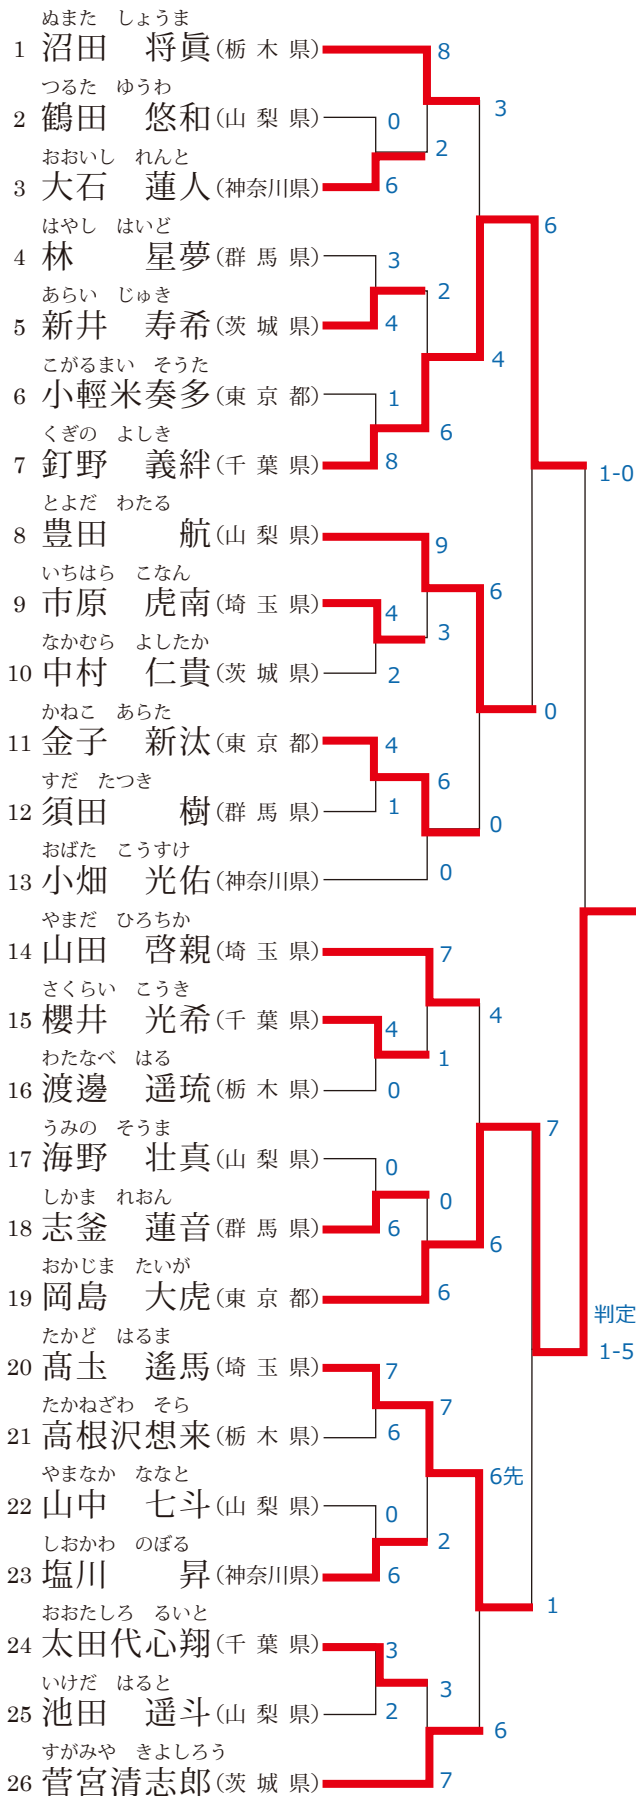 ぬまた しょうま
1 沼田 将眞(栃木県)
8
つるた ゆうわ
3
2 鶴田 悠和(山梨県)
0
2
おおいし れんと
3 大石 蓮人(神奈川県)
6
はやし はいど
6
4 林 星夢(群馬県)
3
あらい じゅき
2
5 新井 寿希(茨城県)
4
こがるまい そうた
4
6 小輕米奏多(東京都)
1
くぎの よしき
6
7 釘野 義絆(千葉県)
8
1-0
とよだ わたる
8 豊田 航(山梨県)
9
いちはら こなん
6
9 市原 虎南(埼玉県)
4
3
なかむら よしたか
10 中村 仁貴(茨城県)
2
かねこ あらた
0
11 金子 新汰(東京都)
4
すだ たつき
6
12 須田 樹(群馬県)
1
0
おばた こうすけ
13 小畑 光佑(神奈川県)
0
やまだ ひろちか
14 山田 啓親(埼玉県)
7
さくらい こうき
4
15 櫻井 光希(千葉県)
4
1
わたなべ はる
16 渡邊 遥琉(栃木県)
0
うみの そうま
7
17 海野 壮真(山梨県)
0
しかま れおん
0
18 志釜 蓮音(群馬県)
6
おかじま たいが
6
19 岡島 大虎(東京都)
6
判定
1-5
たかど はるま
20 髙圡 遙馬(埼玉県)
7
たかねざわ そら
7
21 高根沢想来(栃木県)
6
やまなか ななと
6先
22 山中 七斗(山梨県)
0
しおかわ のぼる
2
23 塩川 昇(神奈川県)
6
おおたしろ るいと
1
24 太田代心翔(千葉県)
3
いけだ はると
3
25 池田 遥斗(山梨県)
2
6
すがみや きよしろう
26 菅宮清志郎(茨城県)
7